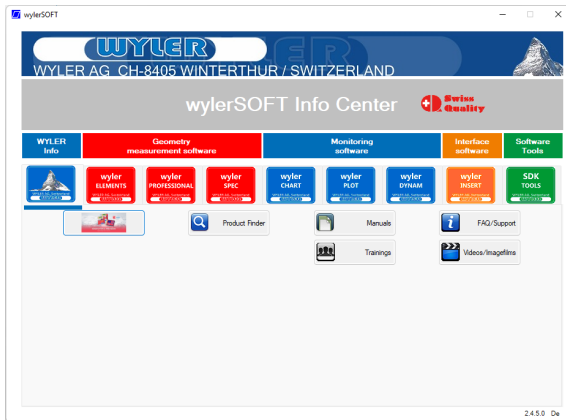 wylerSOFT
WYLER
WYLER AG CH-8405 WINTERTHUR / SWITZERLAND
wylerSOFT Info Center
Swiss
Quality
WYLER
Info
Geometry
measurement software
Monitoring
software
Interface
software
Software
Tools
wyler
ELEMENTS
wyler
PROFESSIONAL
wyler
SPEC
wyler
CHART
wyler
PLOT
wyler
DYNAM
wyler
INSERT
SDK
TOOLS
Product Finder
Manuals
FAQ/Support
Trainings
Videos/Imagefilms
2.4.5.0 De